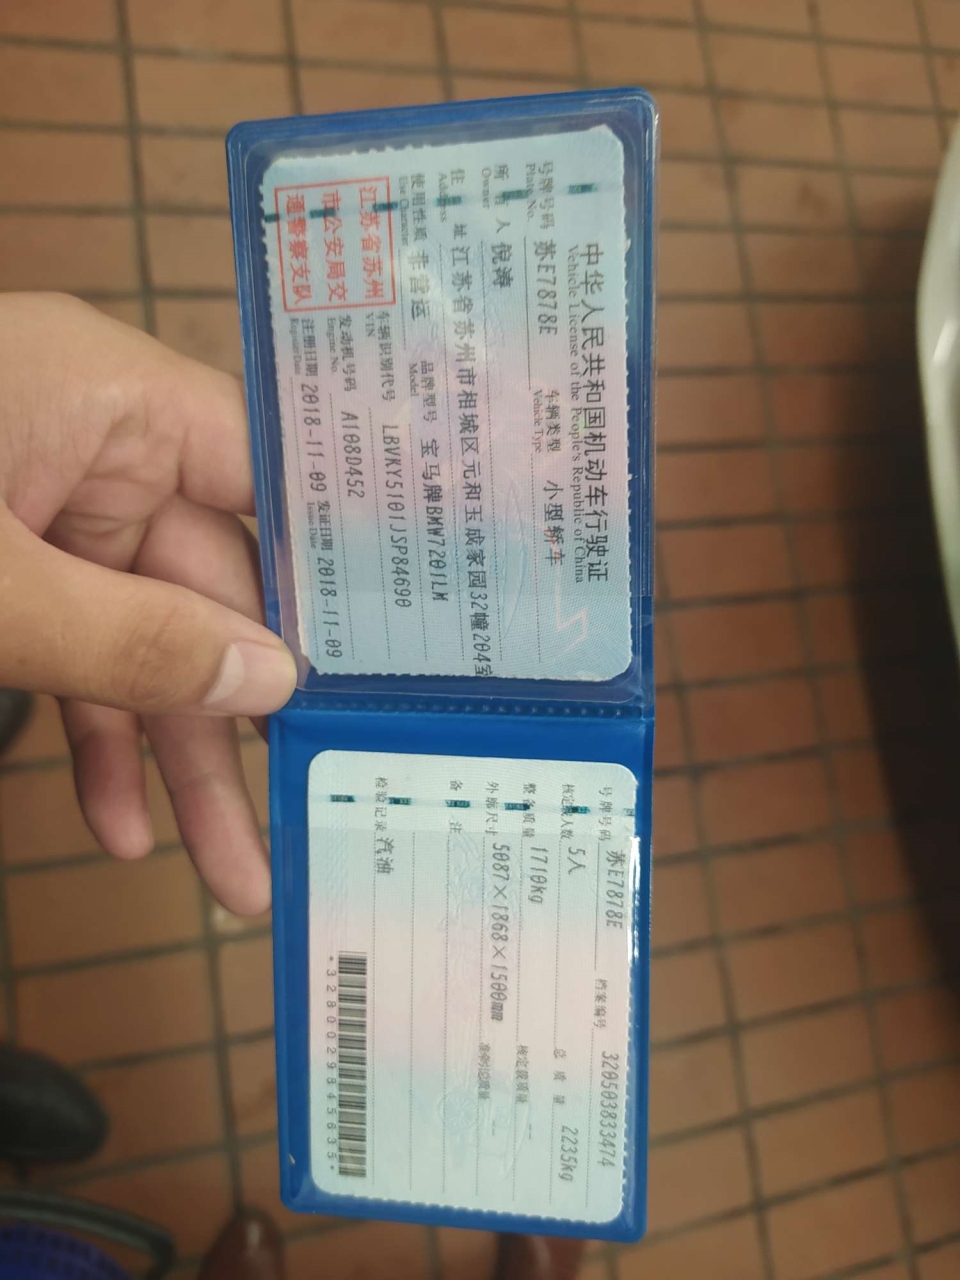 中华人民共和国机动车行驶证
Vehicle License of the People's Republic of China
号牌号码 苏E7878E 车辆类型 小型轿车
Plate No. Vehicle Type
所有人 倪涛
Owner
住址 江苏省苏州市相城区元和玉成家园32幢204室
Address
使用性质 非营运 品牌型号 宝马牌BMW7201LM
Use Character Model
江苏省苏州
市公安局交
通警察支队
车辆识别代号 LBVKY5101JSP84690
VIN
发动机号码 A108D452
Engine No.
注册日期 2018-11-09 发证日期 2018-11-09
Register Date Issue Date
号牌号码 苏E7878E 档案编号 320503833474
核定载人数 5人 总质量 2235kg
整备质量 1710kg 核定载质量 --
外廓尺寸 5087×1868×1500mm 准牵引总质量 --
备注
检验记录 汽油
*3280029845635*